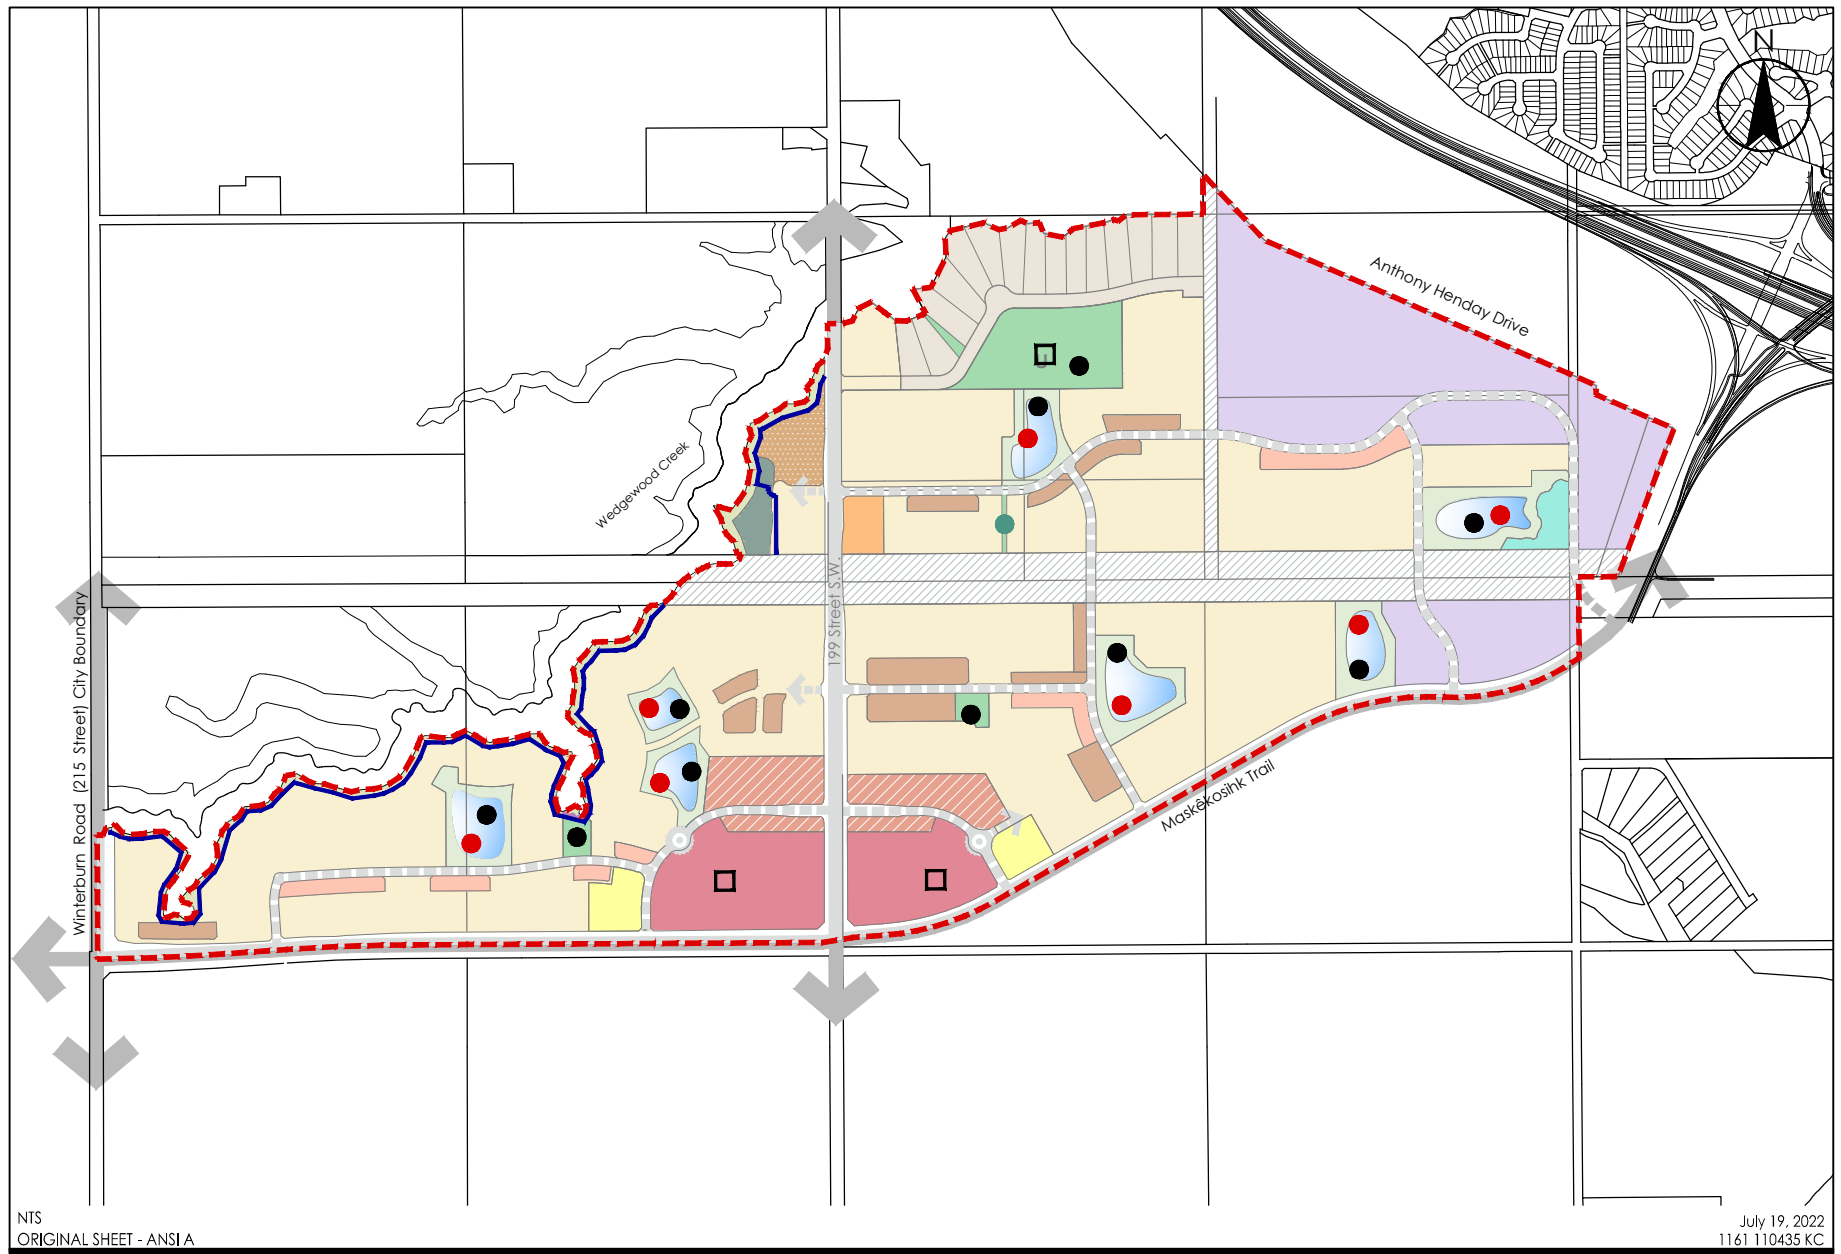 N
Anthony Henday Drive
Wedgewood Creek
199 Street S.W.
Winterburn Road (215 Street) City Boundary
Maskêkosihk Trail
NTS
ORIGINAL SHEET - ANSI A
July 19, 2022
1161 110435 KC